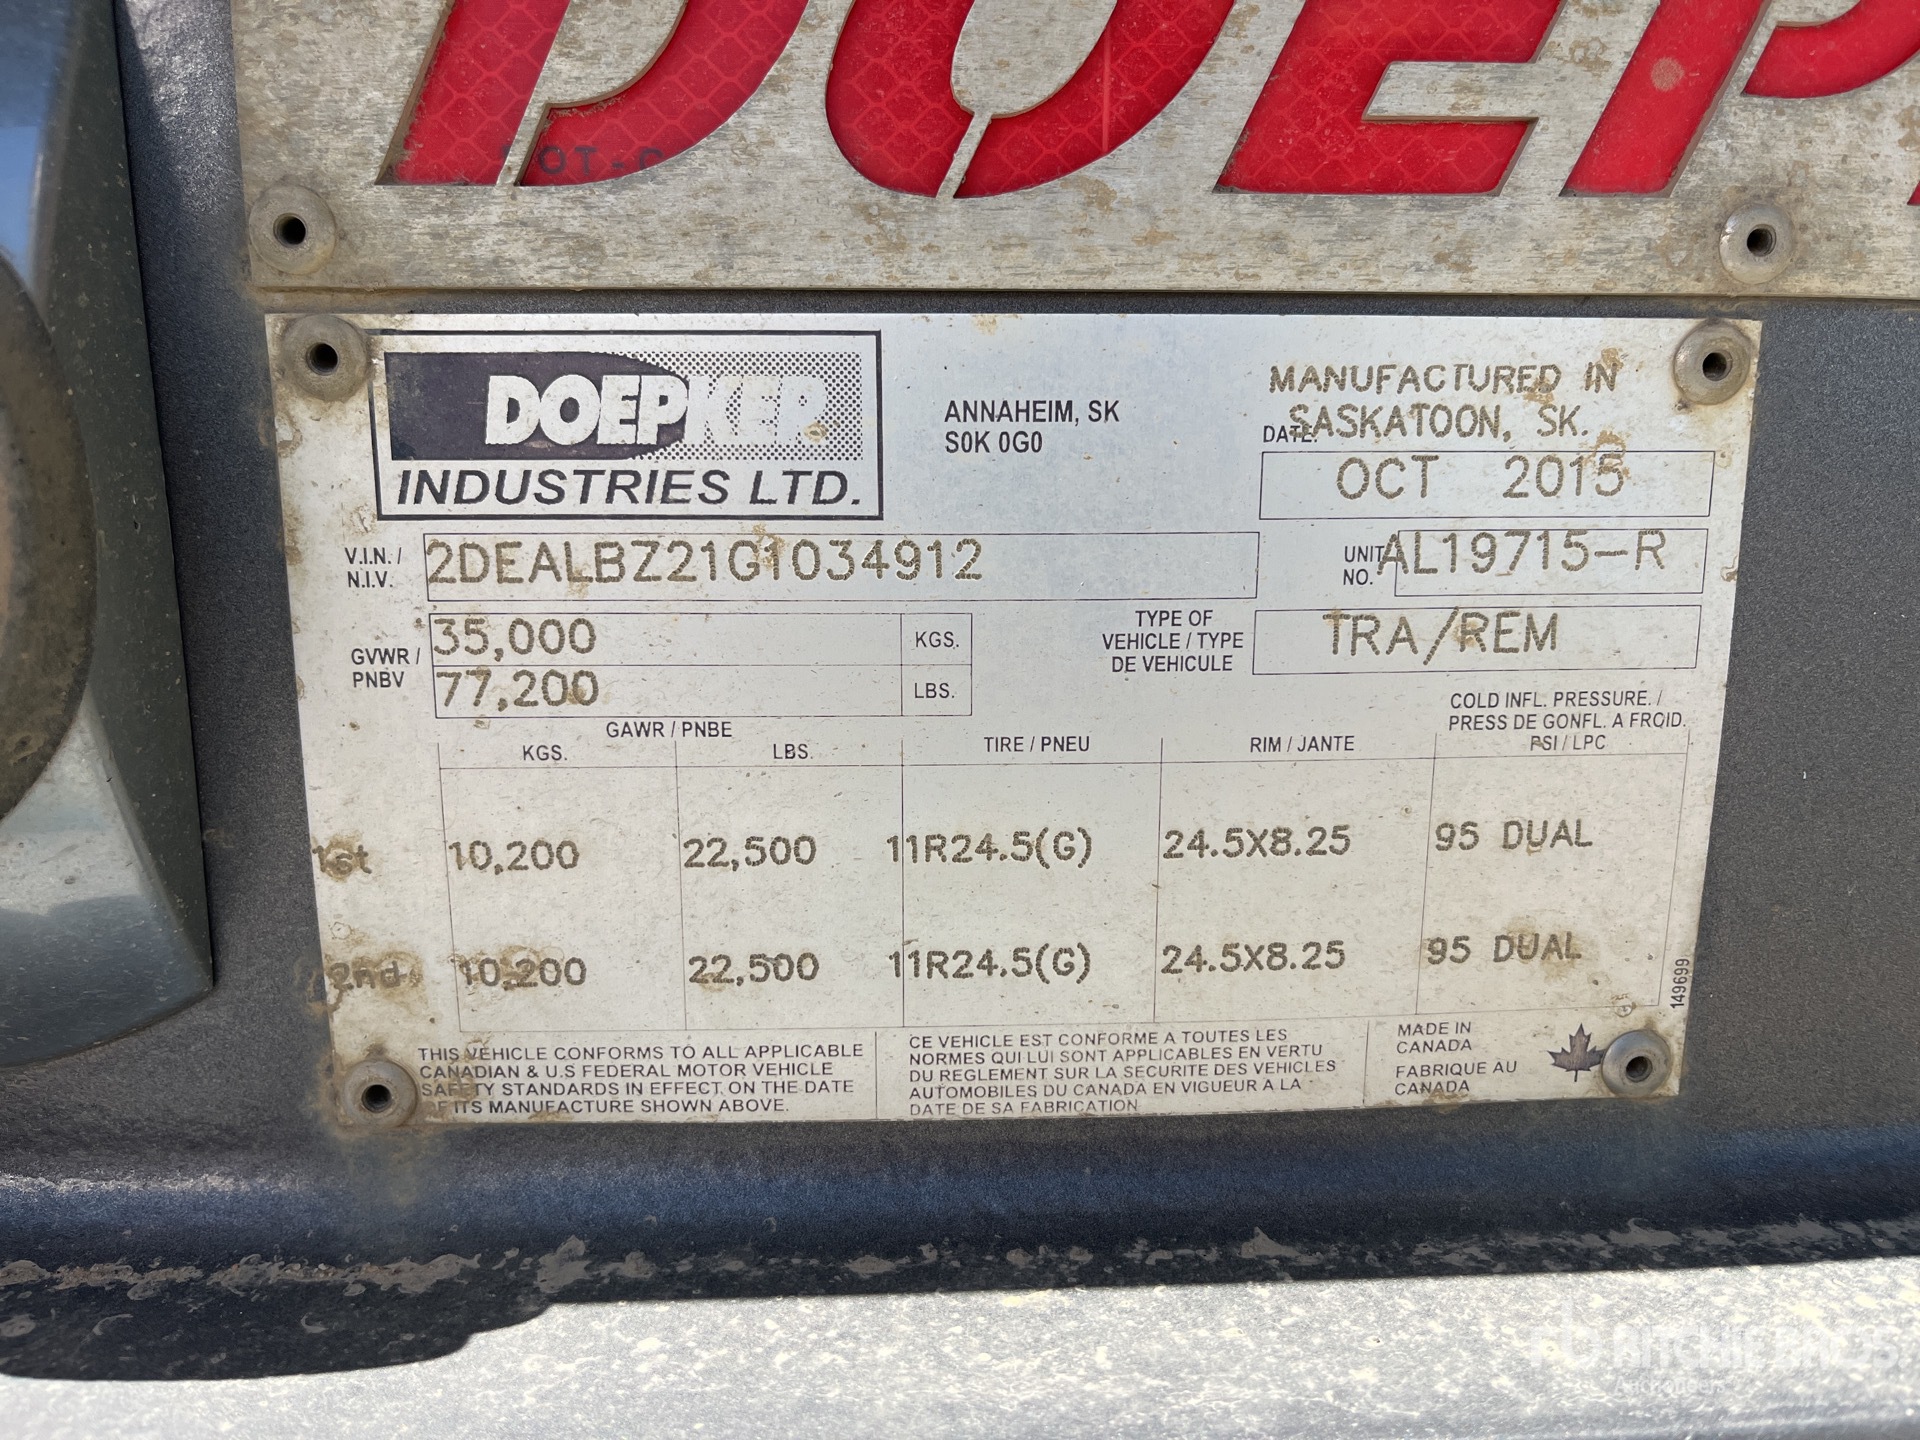 DOEP
DOT-C
DOEPKER
INDUSTRIES LTD.
ANNAHEIM, SK
S0K 0G0
MANUFACTURED IN
SASKATOON, SK.
DATE:
OCT 2015
V.I.N. /
N.I.V.
2DEALBZ21G1034912
UNIT
NO.
AL19715-R
GVWR /
PNBV
35,000 KGS.
77,200 LBS.
TYPE OF
VEHICLE / TYPE
DE VEHICULE
TRA/REM
GAWR / PNBE
KGS. LBS. TIRE / PNEU RIM / JANTE
COLD INFL. PRESSURE. /
PRESS DE GONFL. A FROID.
PSI / LPC
1st 10,200 22,500 11R24.5(G) 24.5X8.25 95 DUAL
2nd 10,200 22,500 11R24.5(G) 24.5X8.25 95 DUAL
149699
THIS VEHICLE CONFORMS TO ALL APPLICABLE
CANADIAN & U.S FEDERAL MOTOR VEHICLE
SAFETY STANDARDS IN EFFECT ON THE DATE
OF ITS MANUFACTURE SHOWN ABOVE.
CE VEHICLE EST CONFORME A TOUTES LES
NORMES QUI LUI SONT APPLICABLES EN VERTU
DU REGLEMENT SUR LA SECURITE DES VEHICLES
AUTOMOBILES DU CANADA EN VIGUEUR A LA
DATE DE SA FABRICATION
MADE IN
CANADA
FABRIQUE AU
CANADA
RITCHIE BROS.
Auctioneers